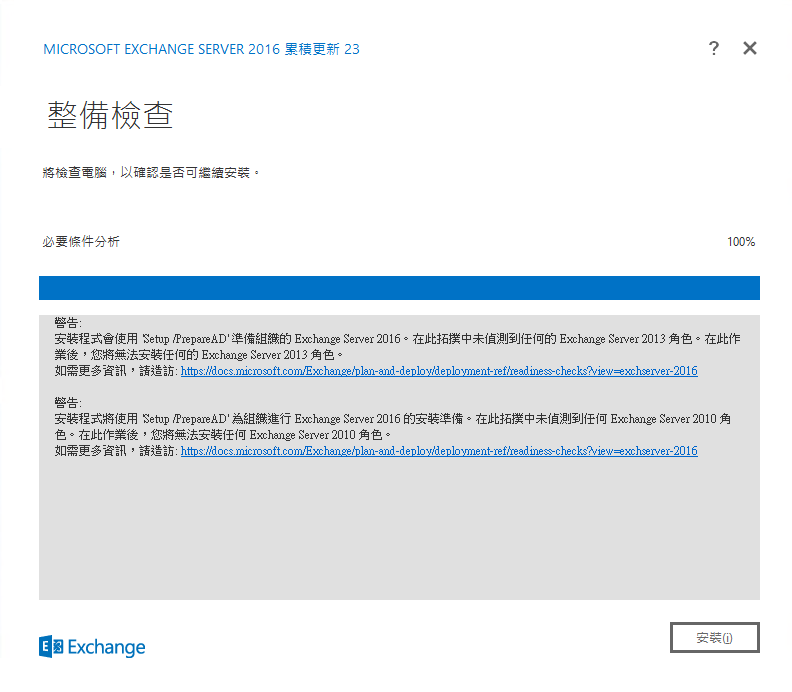 MICROSOFT EXCHANGE SERVER 2016 累積更新 23
?
整備檢查
將檢查電腦，以確認是否可繼續安裝。
必要條件分析
100%
警告:
安裝程式會使用 'Setup /PrepareAD' 準備組織的 Exchange Server 2016。在此拓撲中未偵測到任何的 Exchange Server 2013 角色。在此作
業後，您將無法安裝任何的 Exchange Server 2013 角色。
如需更多資訊，請造訪: https://docs.microsoft.com/Exchange/plan-and-deploy/deployment-ref/readiness-checks?view=exchserver-2016
警告:
安裝程式將使用 'Setup /PrepareAD' 為組織進行 Exchange Server 2016 的安裝準備。在此拓撲中未偵測到任何 Exchange Server 2010 角
色。在此作業後，您將無法安裝任何 Exchange Server 2010 角色。
如需更多資訊，請造訪: https://docs.microsoft.com/Exchange/plan-and-deploy/deployment-ref/readiness-checks?view=exchserver-2016
Exchange
安裝(i)